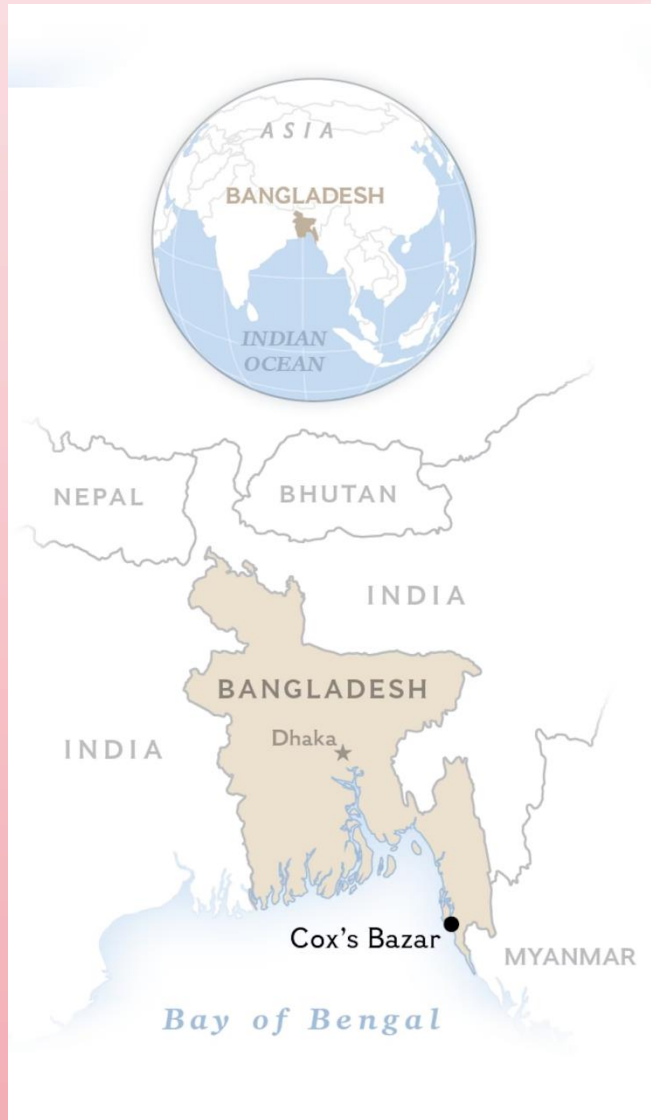 ASIA
BANGLADESH
INDIAN
OCEAN
NEPAL
BHUTAN
INDIA
BANGLADESH
Dhaka
INDIA
Cox's Bazar
MYANMAR
Bay of Bengal